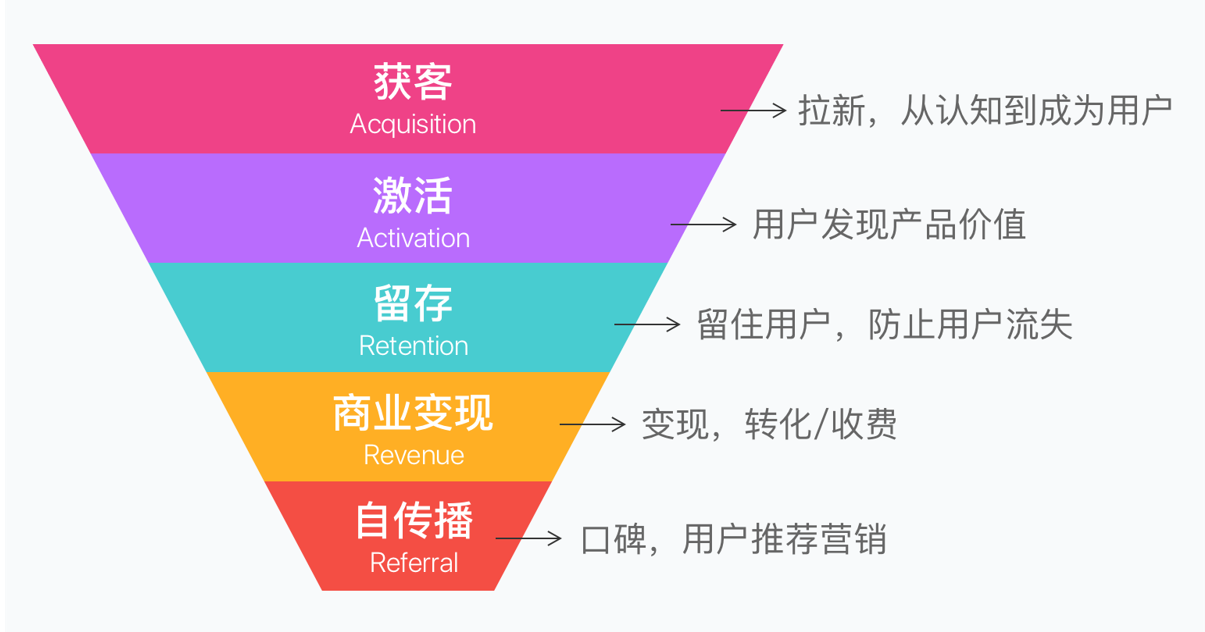 获客
Acquisition
拉新，从认知到成为用户
激活
Activation
用户发现产品价值
留存
Retention
留住用户，防止用户流失
商业变现
Revenue
变现，转化/收费
自传播
Referral
口碑，用户推荐营销